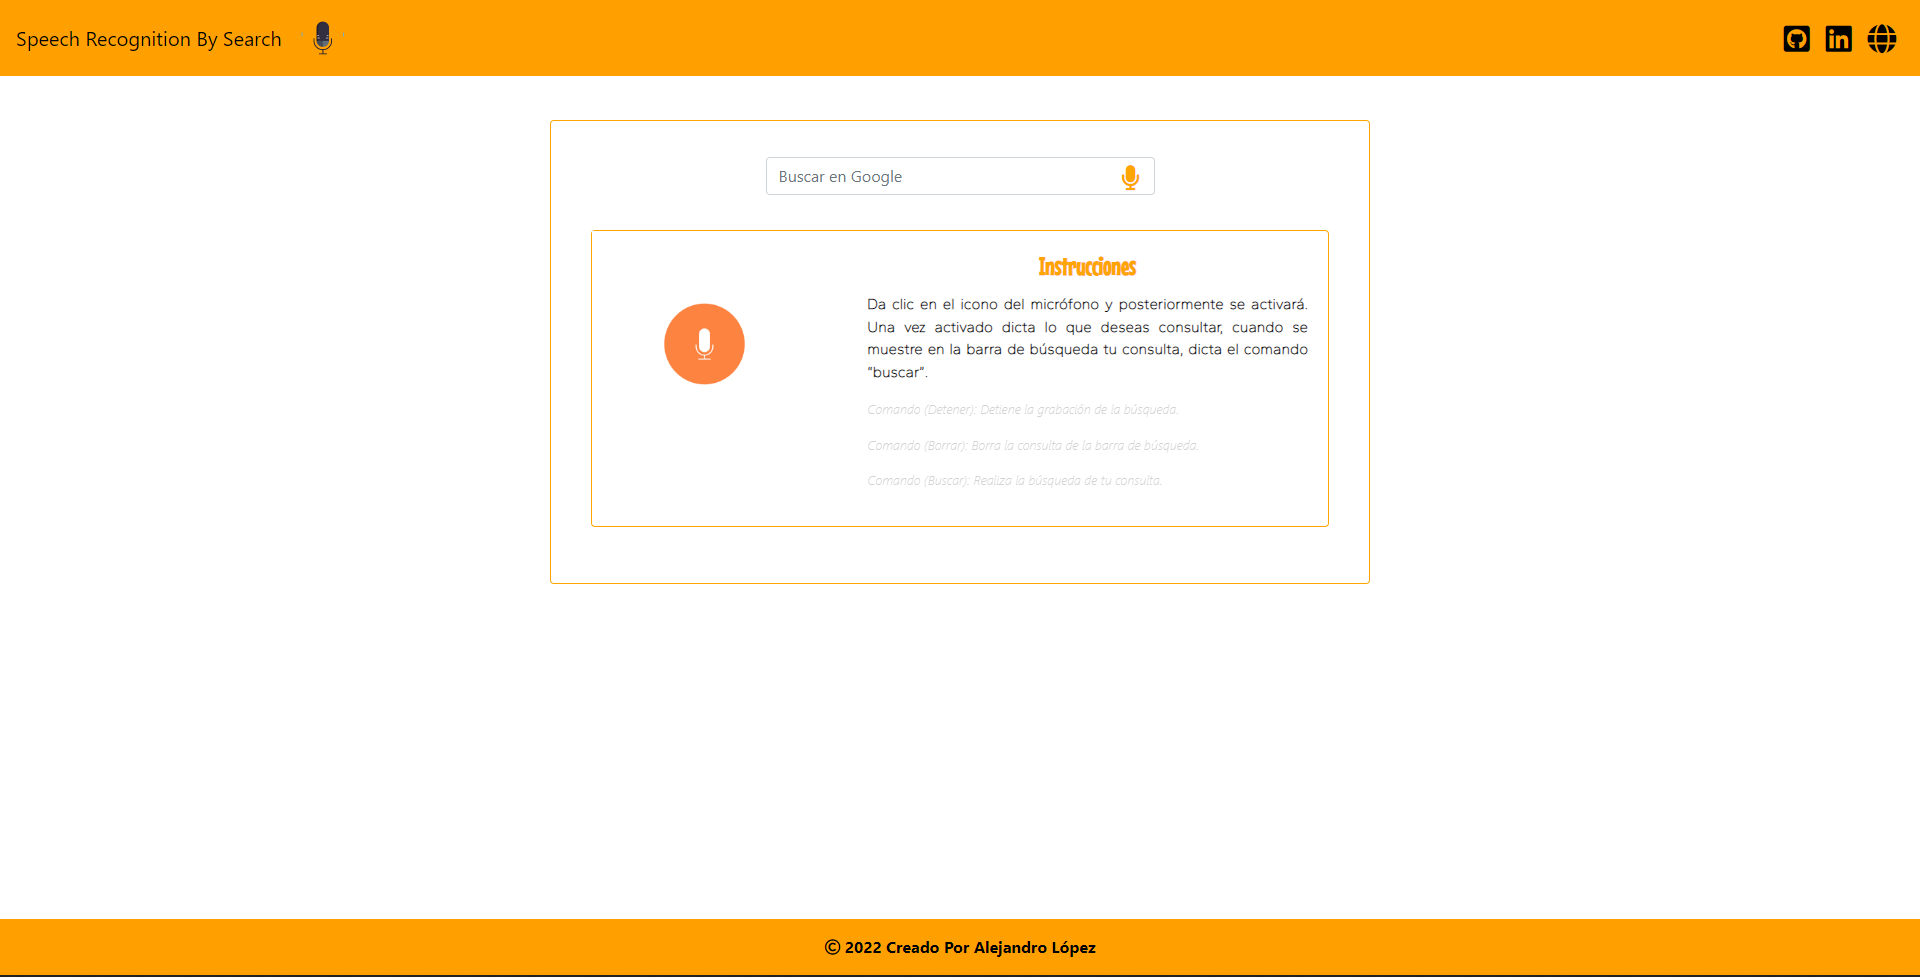 Speech Recognition By Search
Buscar en Google
Instrucciones
Da clic en el icono del micrófono y posteriormente se activará.
Una vez activado dicta lo que deseas consultar, cuando se
muestre en la barra de búsqueda tu consulta, dicta el comando
"buscar".
Comando (Detener): Detiene la grabación de la búsqueda.
Comando (Borrar): Borra la consulta de la barra de búsqueda.
Comando (Buscar): Realiza la búsqueda de tu consulta.
© 2022 Creado Por Alejandro López